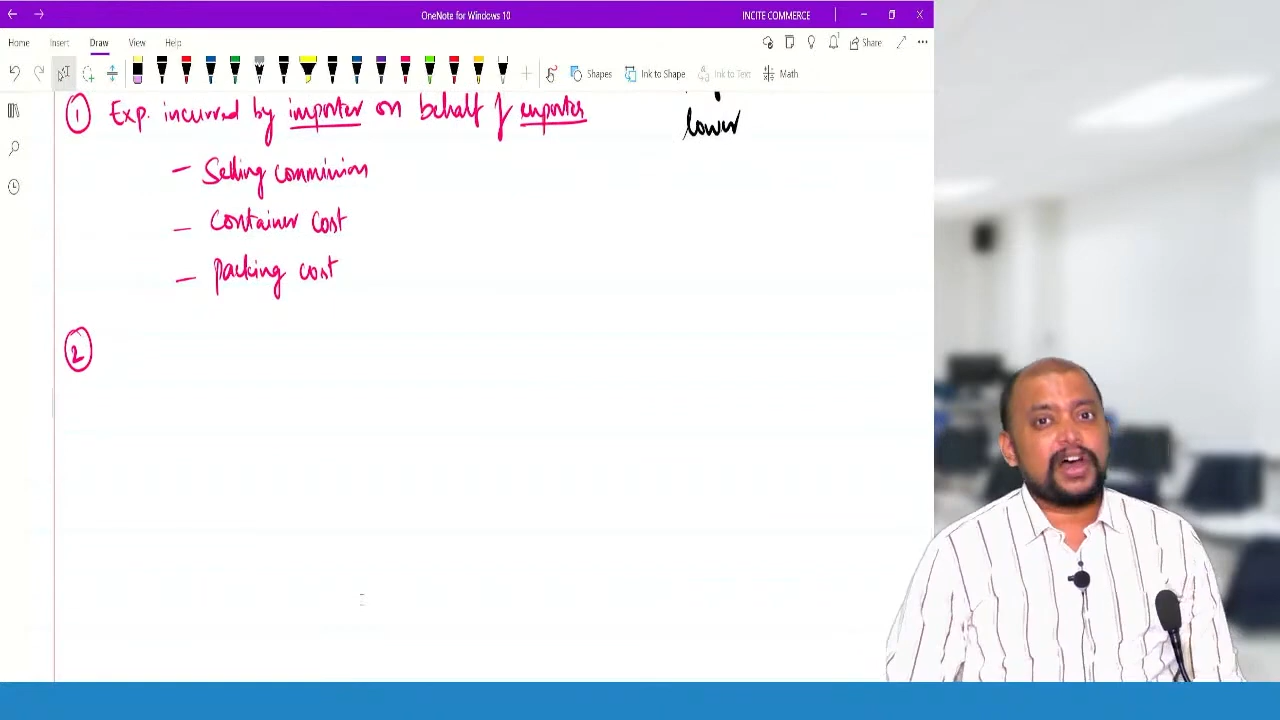 OneNote for Windows 10
INCITE COMMERCE
Home Insert Draw View Help
Share
Shapes
Ink to Shape
Ink to Text
Math
① Exp. incurred by importer on behalf of exporter
lower
- Selling commission
- Container cost
- Packing cost
②